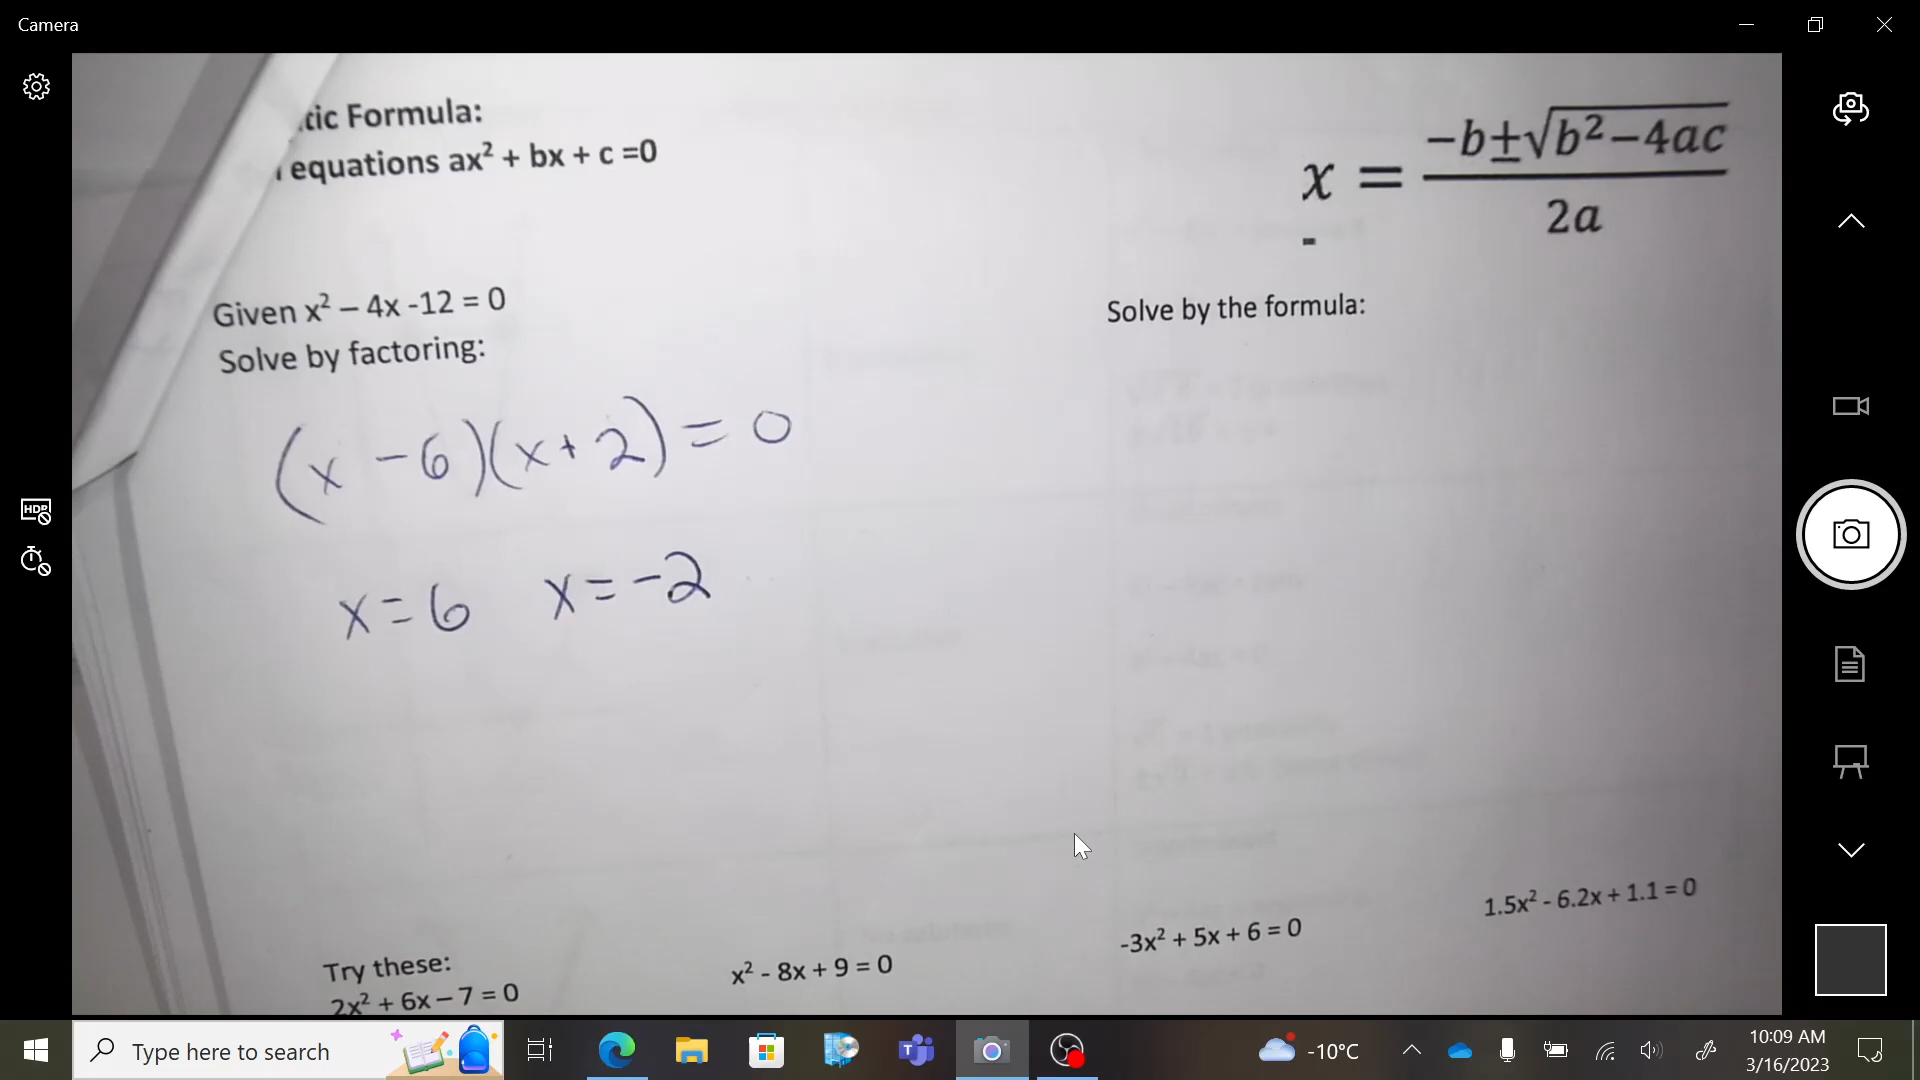 Camera
tic Formula:
equations ax² + bx + c =0
x = −b±√b²−4ac
2a
-
Given x² – 4x -12 = 0
Solve by factoring:
Solve by the formula:
(x - 6)(x + 2) = 0
x = 6 x = -2
Try these:
2x² + 6x – 7 = 0
x² - 8x + 9 = 0
-3x² + 5x + 6 = 0
1.5x² - 6.2x + 1.1 = 0
HDR
Type here to search
-10°C
10:09 AM
3/16/2023